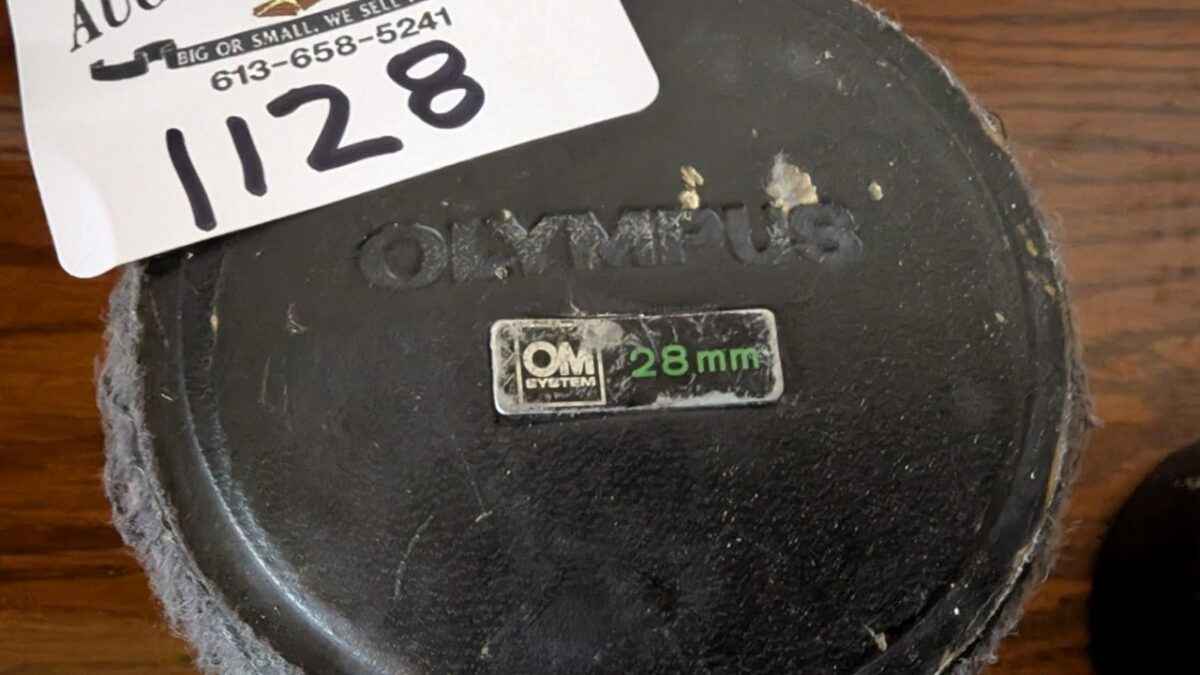 BIG OR SMALL, WE SELL
613-658-5241
1128
OLYMPUS
OM
SYSTEM
28mm